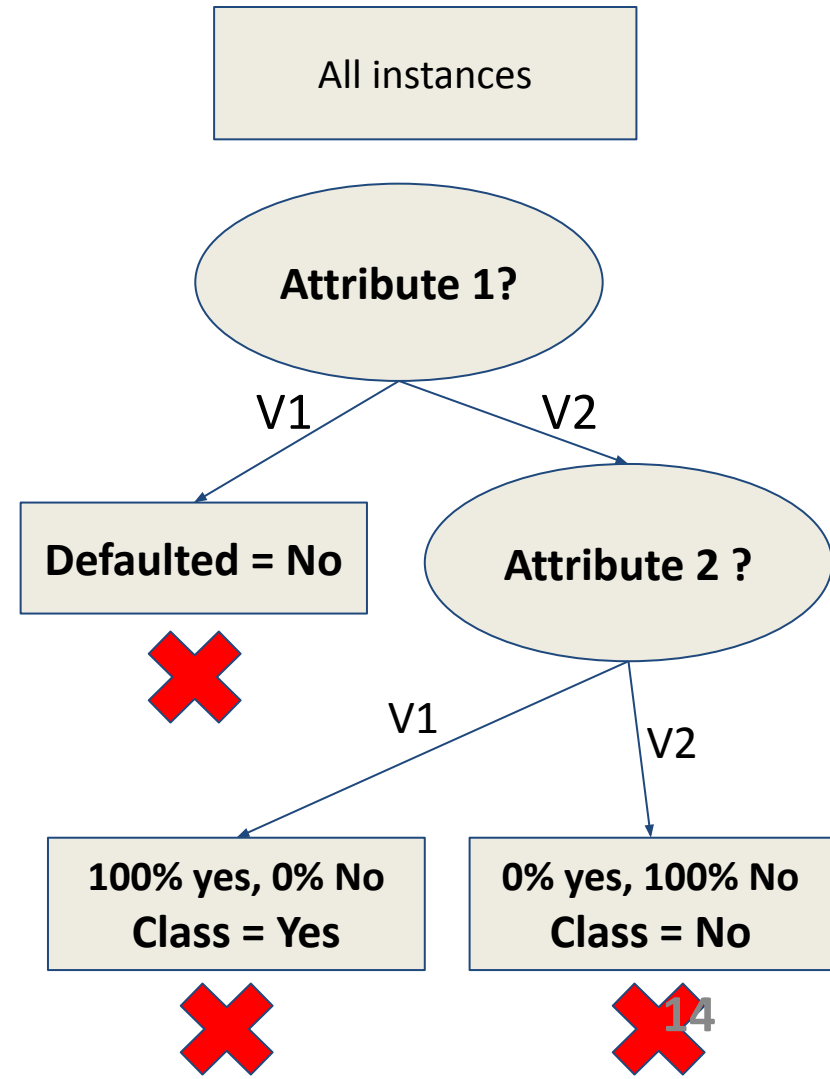 All instances
Attribute 1?
V1
V2
Defaulted = No
Attribute 2 ?
V1
V2
100% yes, 0% No
Class = Yes
0% yes, 100% No
Class = No
14